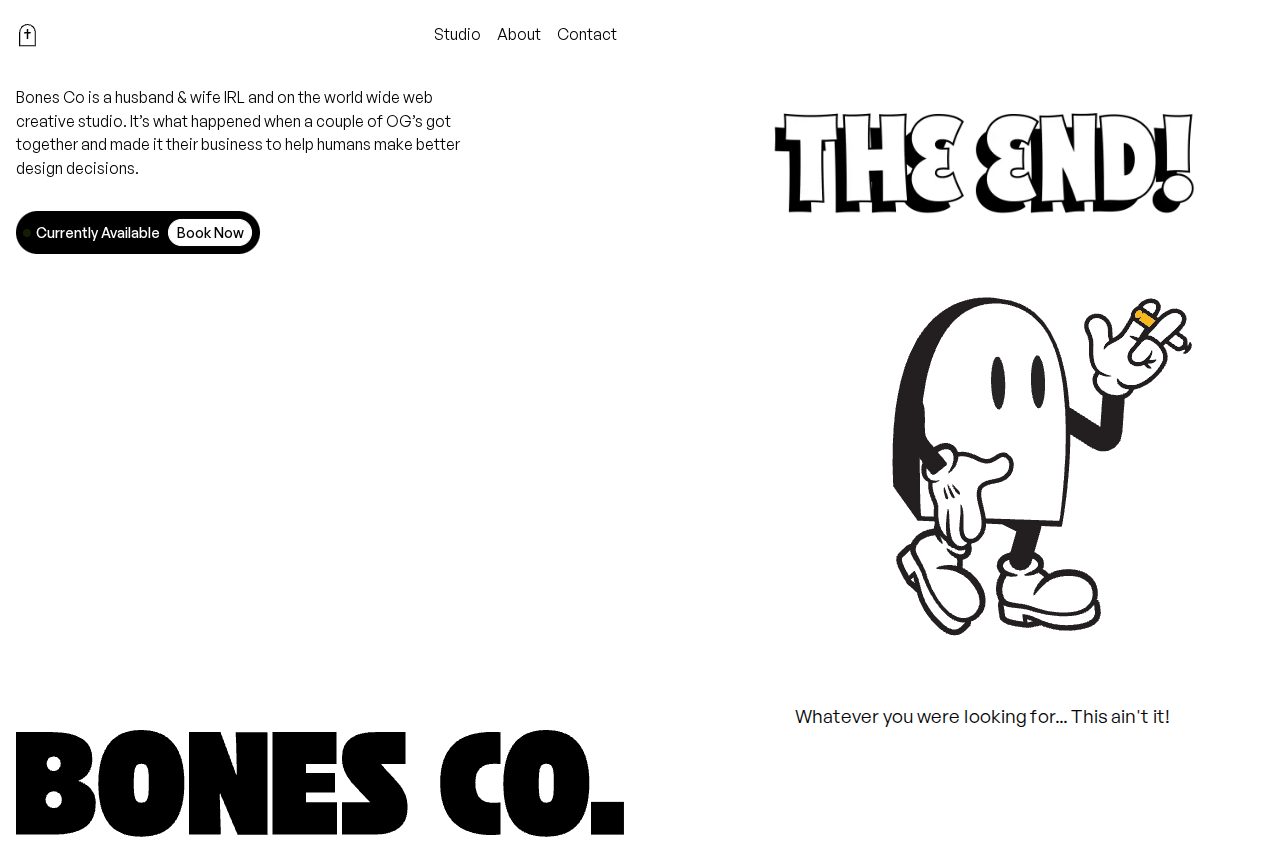 Studio About Contact
Bones Co is a husband & wife IRL and on the world wide web
creative studio. It’s what happened when a couple of OG’s got
together and made it their business to help humans make better
design decisions.
Currently Available Book Now
BONES CO.
THE END!
Whatever you were looking for... This ain't it!